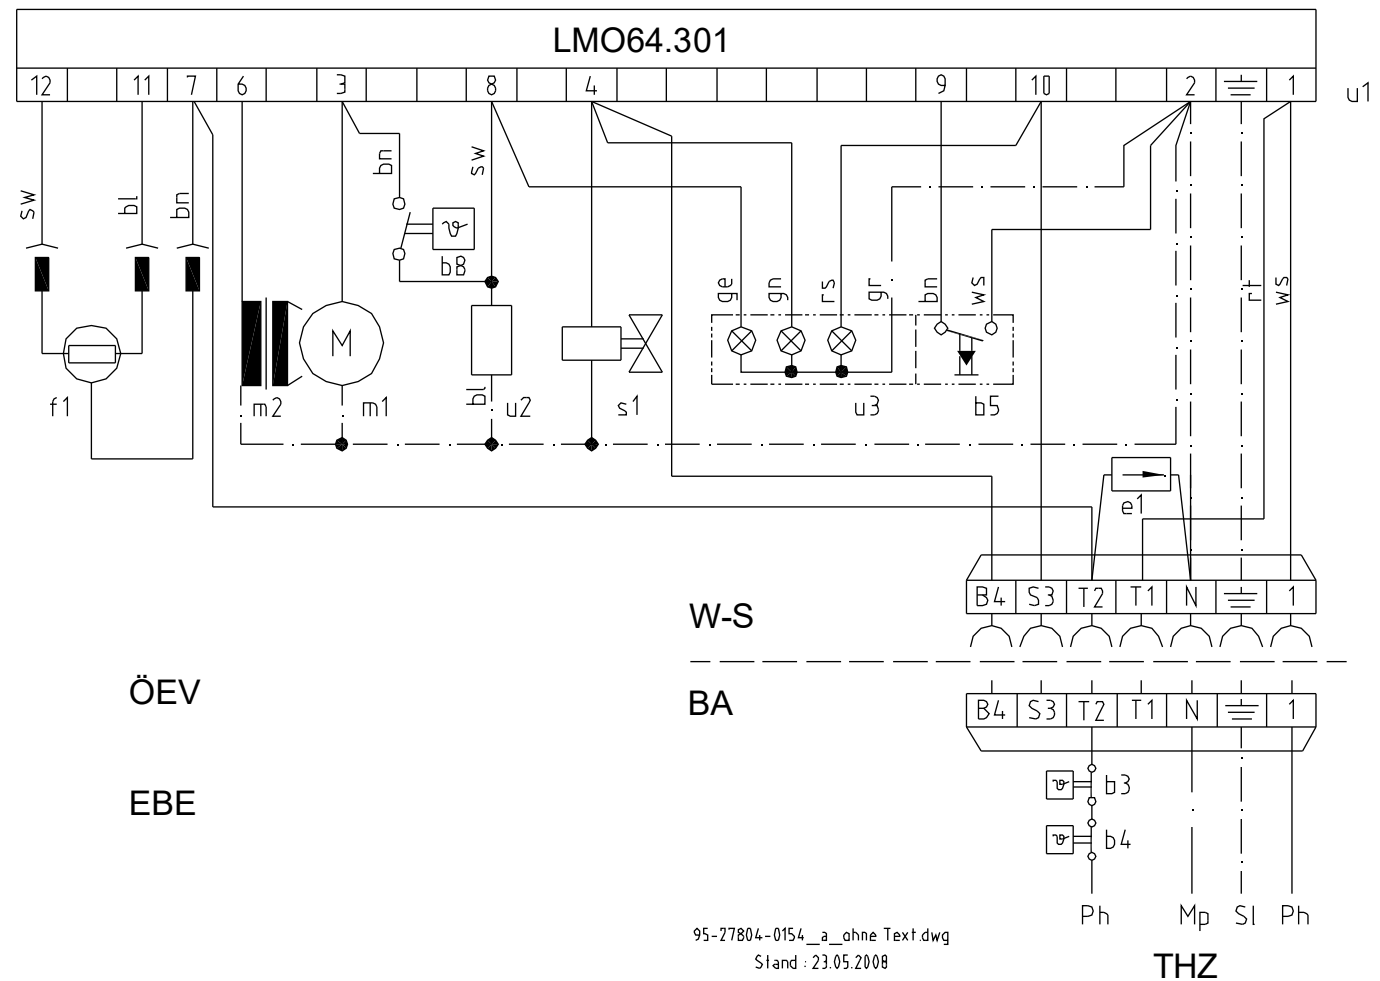 LMO64.301
12 11 7 6 3 8 4 9 10 2 1 u1
bn sw
sw bl bn
ϑ
b8
ge gn rs gr bn ws rt ws
M
f1 m2 m1 bl u2 s1 u3 b5
e1
B4 S3 T2 T1 N 1
W-S
ÖEV
BA
B4 S3 T2 T1 N 1
ϑ b3
EBE
ϑ b4
Ph Mp Sl Ph
95-27804-0154_a_ohne Text.dwg
Stand : 23.05.2008
THZ